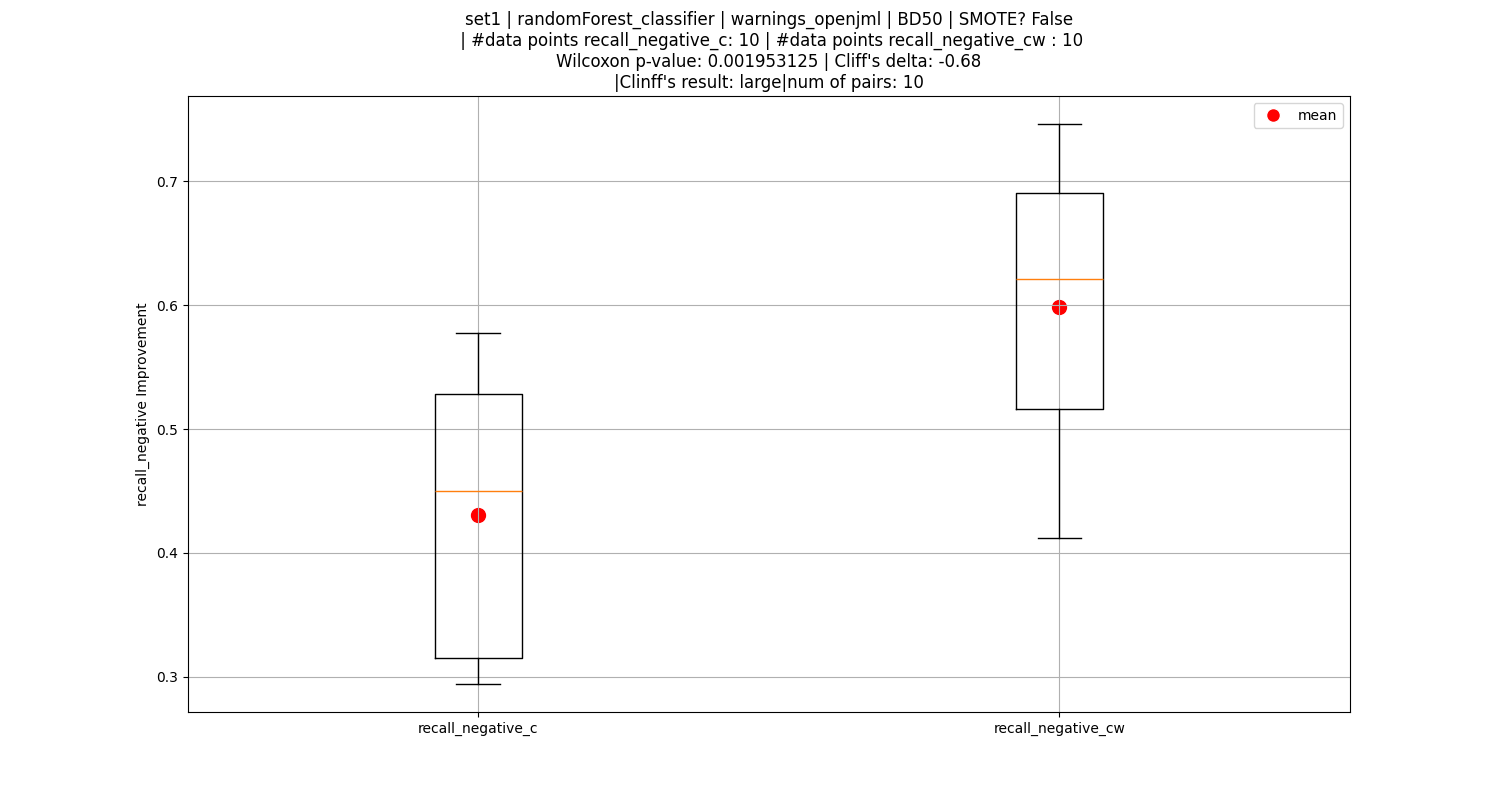 set1 | randomForest_classifier | warnings_openjml | BD50 | SMOTE? False
| #data points recall_negative_c: 10 | #data points recall_negative_cw : 10
Wilcoxon p-value: 0.001953125 | Cliff's delta: -0.68
|Clinff's result: large|num of pairs: 10
mean
0.7
0.6
0.5
0.4
0.3
recall_negative Improvement
recall_negative_c
recall_negative_cw